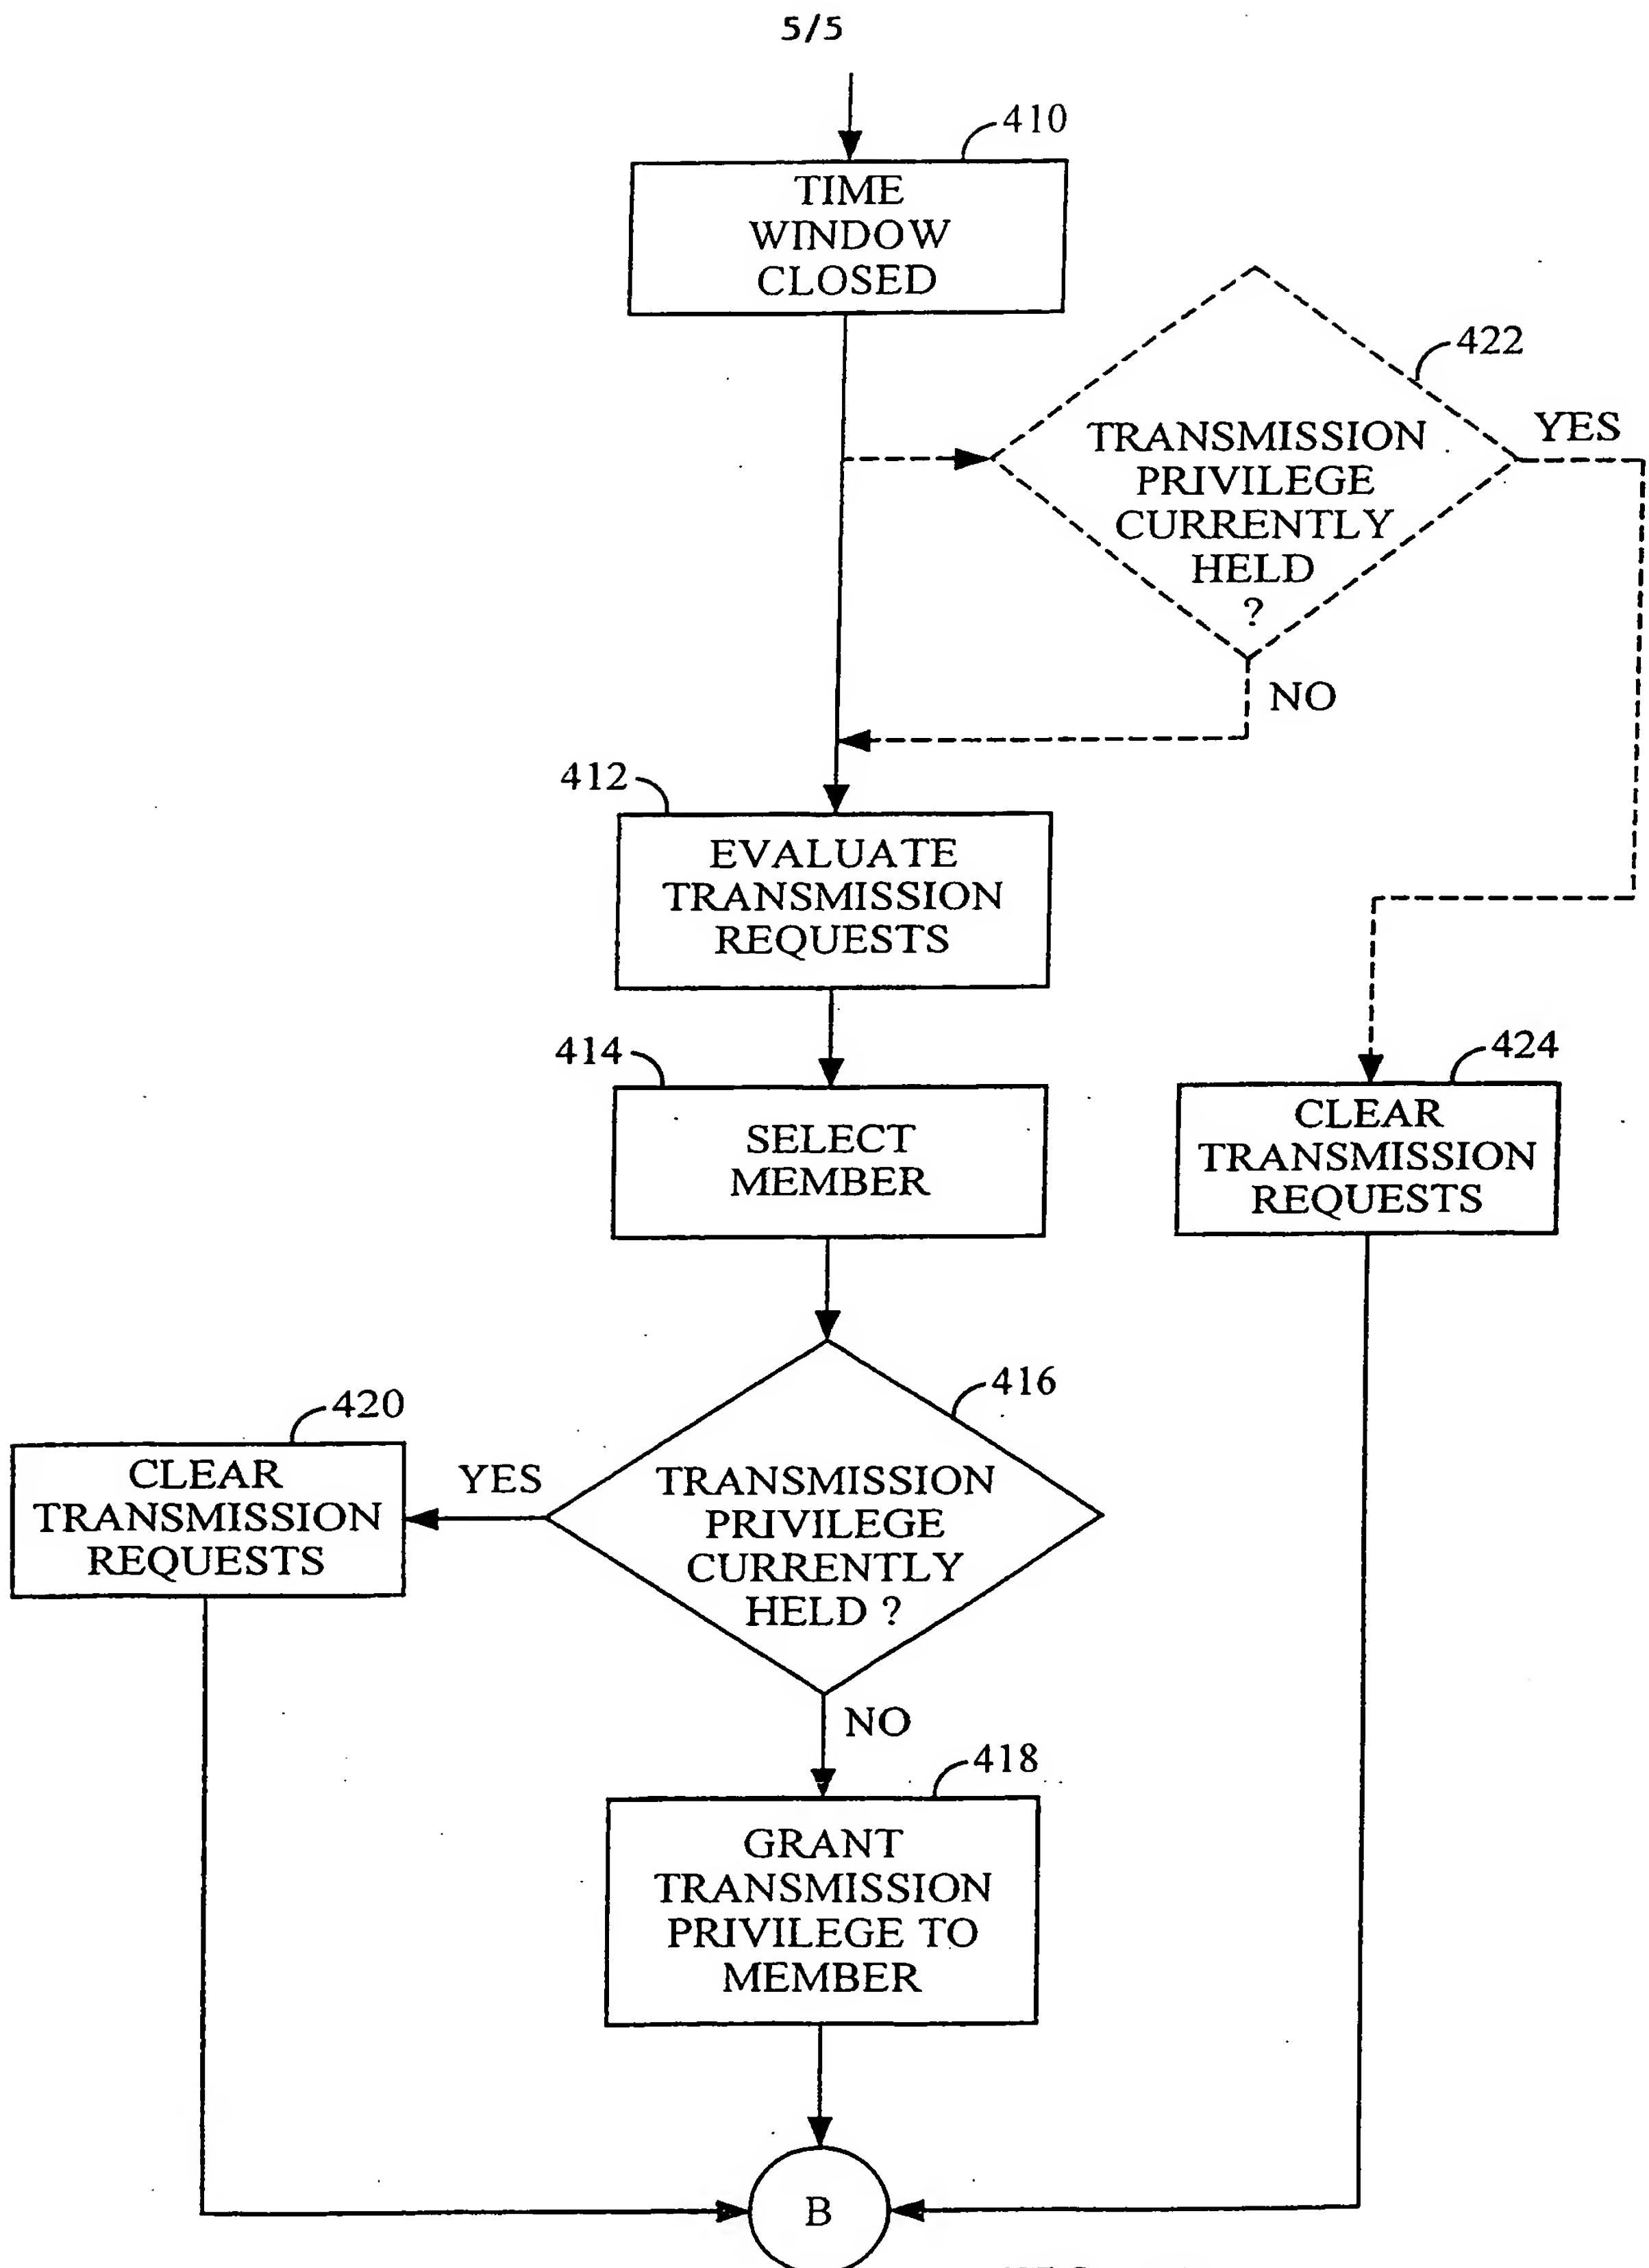 5/5
410
TIME
WINDOW
CLOSED
422
TRANSMISSION
PRIVILEGE
CURRENTLY
HELD
?
YES
NO
412
EVALUATE
TRANSMISSION
REQUESTS
414
SELECT
MEMBER
424
CLEAR
TRANSMISSION
REQUESTS
416
TRANSMISSION
PRIVILEGE
CURRENTLY
HELD ?
YES
420
CLEAR
TRANSMISSION
REQUESTS
NO
418
GRANT
TRANSMISSION
PRIVILEGE TO
MEMBER
B